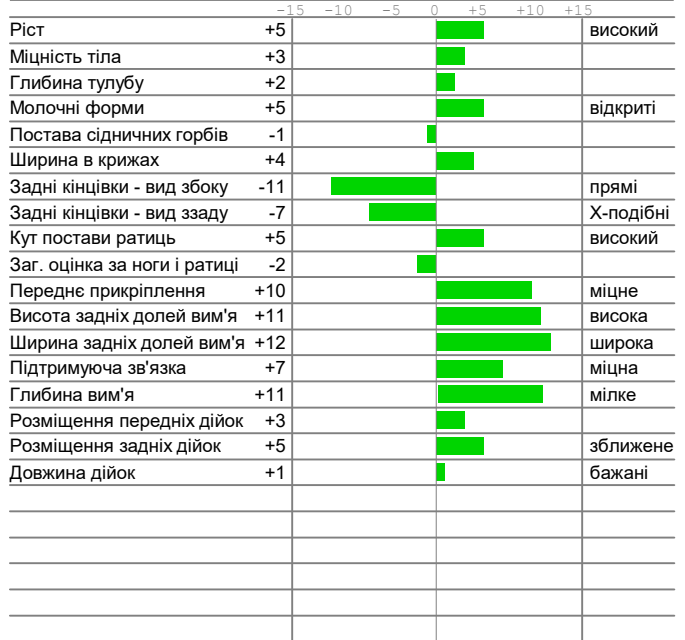 -15 -10 -5 0 +5 +10 +15
Ріст +5 високий
Міцність тіла +3
Глибина тулубу +2
Молочні форми +5 відкриті
Постава сідничних горбів -1
Ширина в крижах +4
Задні кінцівки - вид збоку -11 прямі
Задні кінцівки - вид ззаду -7 Х-подібні
Кут постави ратиць +5 високий
Заг. оцінка за ноги і ратиці -2
Переднє прикріплення +10 міцне
Висота задніх долей вим'я +11 висока
Ширина задніх долей вим'я +12 широка
Підтримуюча зв'язка +7 міцна
Глибина вим'я +11 мілке
Розміщення передніх дійок +3
Розміщення задніх дійок +5 зближене
Довжина дійок +1 бажані